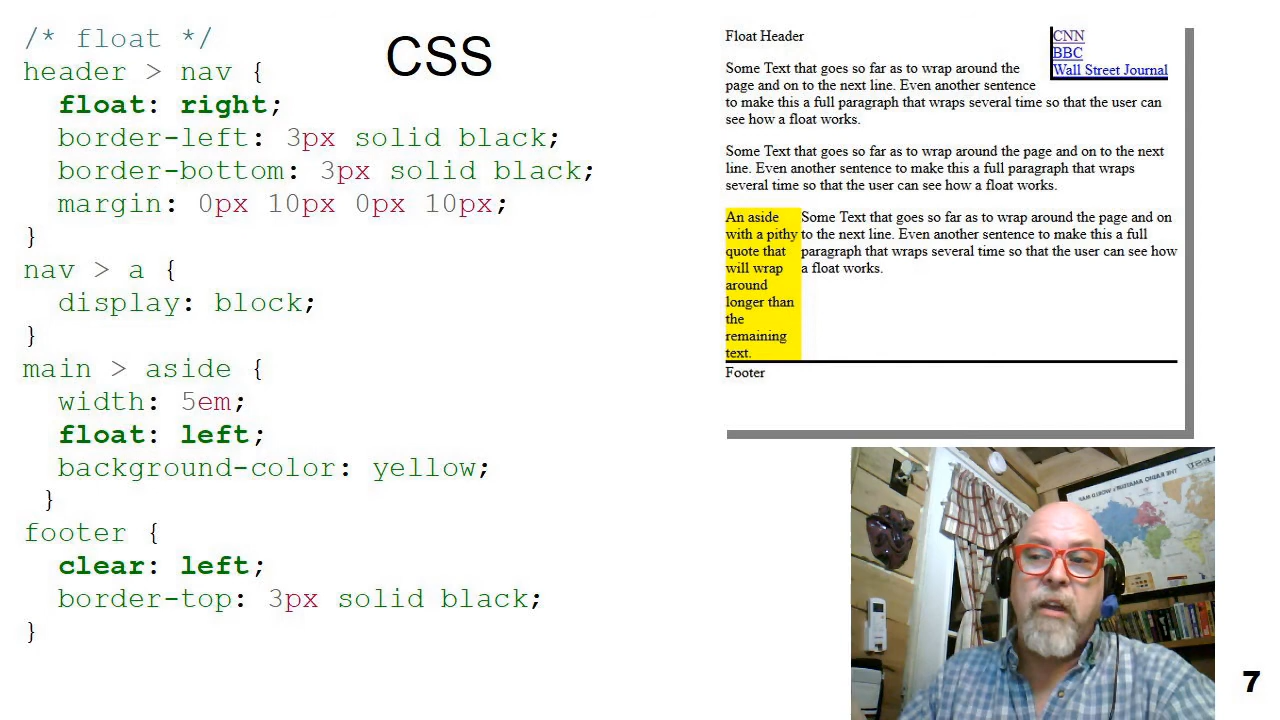 /* float */
header > nav {
float: right;
border-left: 3px solid black;
border-bottom: 3px solid black;
margin: 0px 10px 0px 10px;
}
nav > a {
display: block;
}
main > aside {
width: 5em;
float: left;
background-color: yellow;
}
footer {
clear: left;
border-top: 3px solid black;
}
CSS
Float Header
CNN
BBC
Wall Street Journal
Some Text that goes so far as to wrap around the
page and on to the next line. Even another sentence
to make this a full paragraph that wraps several time so that the user can
see how a float works.
Some Text that goes so far as to wrap around the page and on to the next
line. Even another sentence to make this a full paragraph that wraps
several time so that the user can see how a float works.
An aside
with a pithy
quote that
will wrap
around
longer than
the
remaining
text.
Some Text that goes so far as to wrap around the page and on
to the next line. Even another sentence to make this a full
paragraph that wraps several time so that the user can see how
a float works.
Footer
7